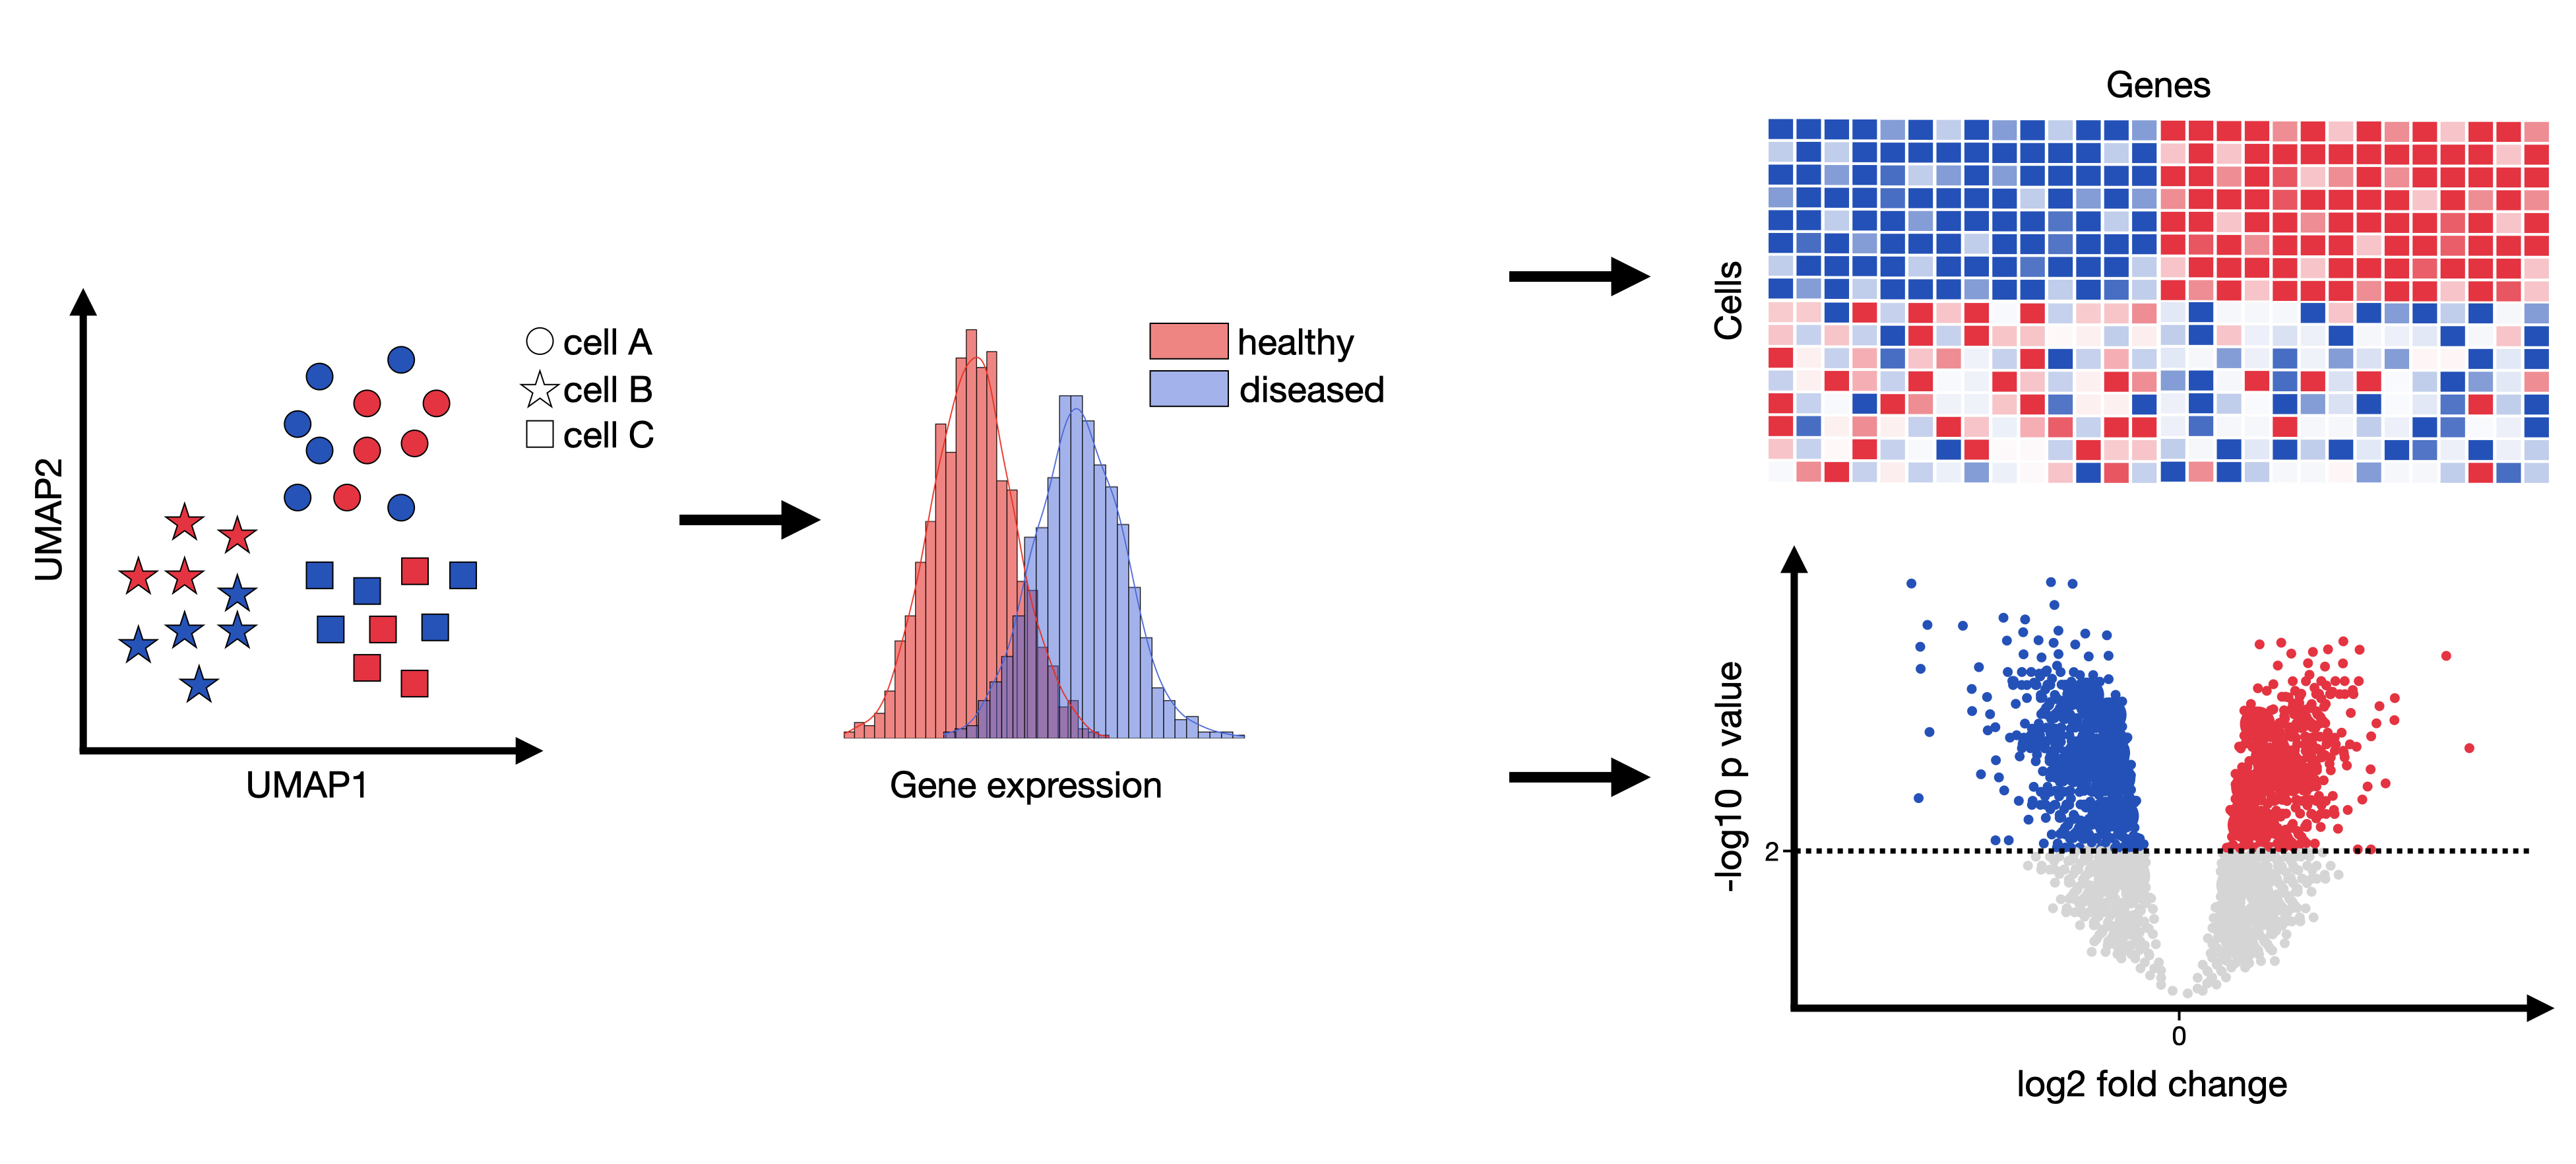 UMAP2
UMAP1
cell A
cell B
cell C
healthy
diseased
Gene expression
Genes
Cells
-log10 p value
2
0
log2 fold change